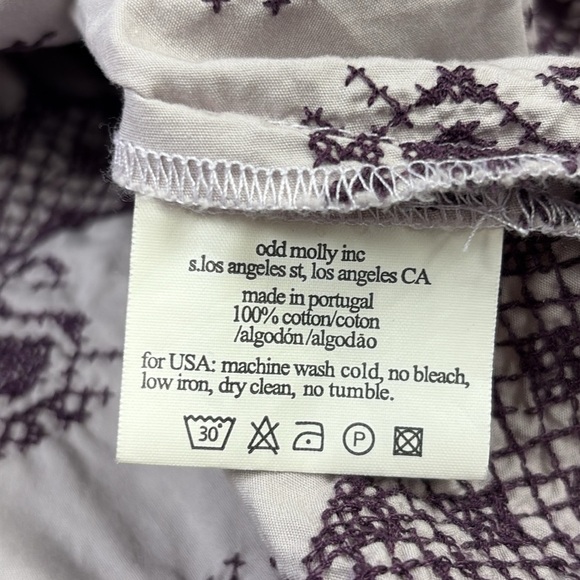 odd molly inc
s.los angeles st, los angeles CA
made in portugal
100% cotton/coton
/algodón/algodão
for USA: machine wash cold, no bleach,
low iron, dry clean, no tumble.
30° P